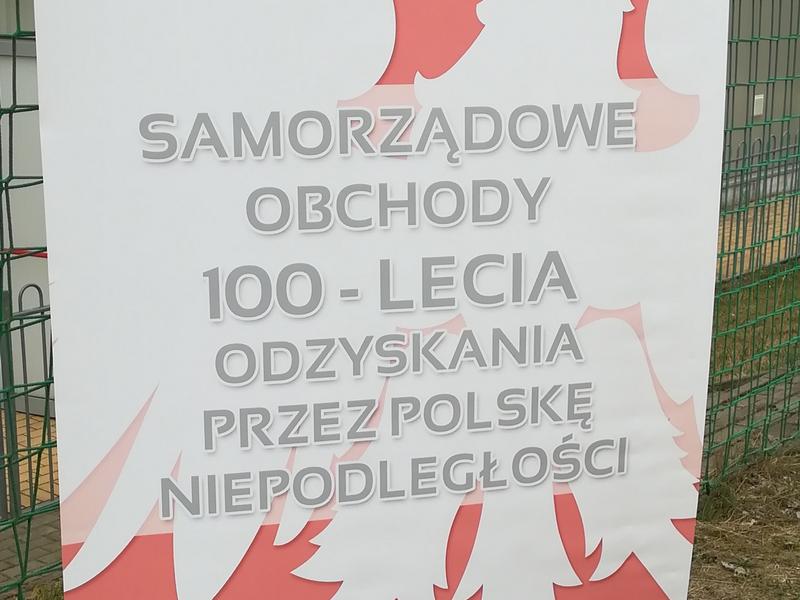 SAMORZĄDOWE
OBCHODY
100 - LECIA
ODZYSKANIA
PRZEZ POLSKĘ
NIEPODLEGŁOŚCI